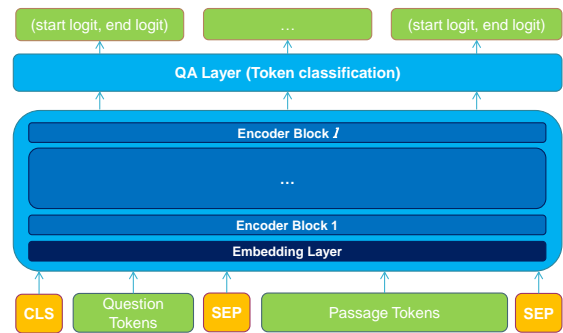 (start logit, end logit)
…
(start logit, end logit)
QA Layer (Token classification)
Encoder Block l
…
Encoder Block 1
Embedding Layer
CLS
Question
Tokens
SEP
Passage Tokens
SEP